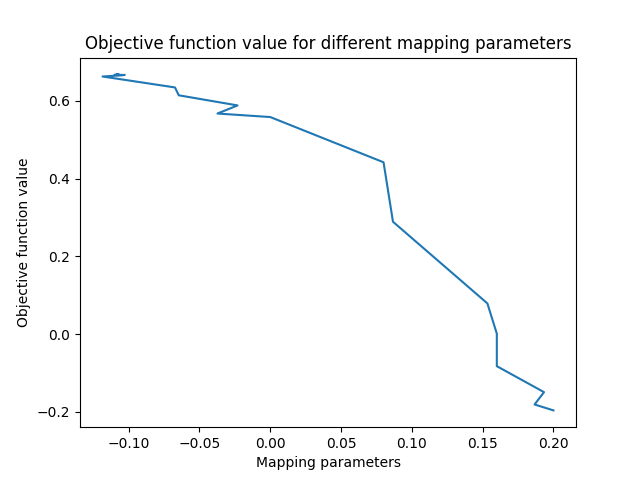 Objective function value for different mapping parameters
Objective function value
0.6
0.4
0.2
0.0
−0.2
−0.10 −0.05 0.00 0.05 0.10 0.15 0.20
Mapping parameters